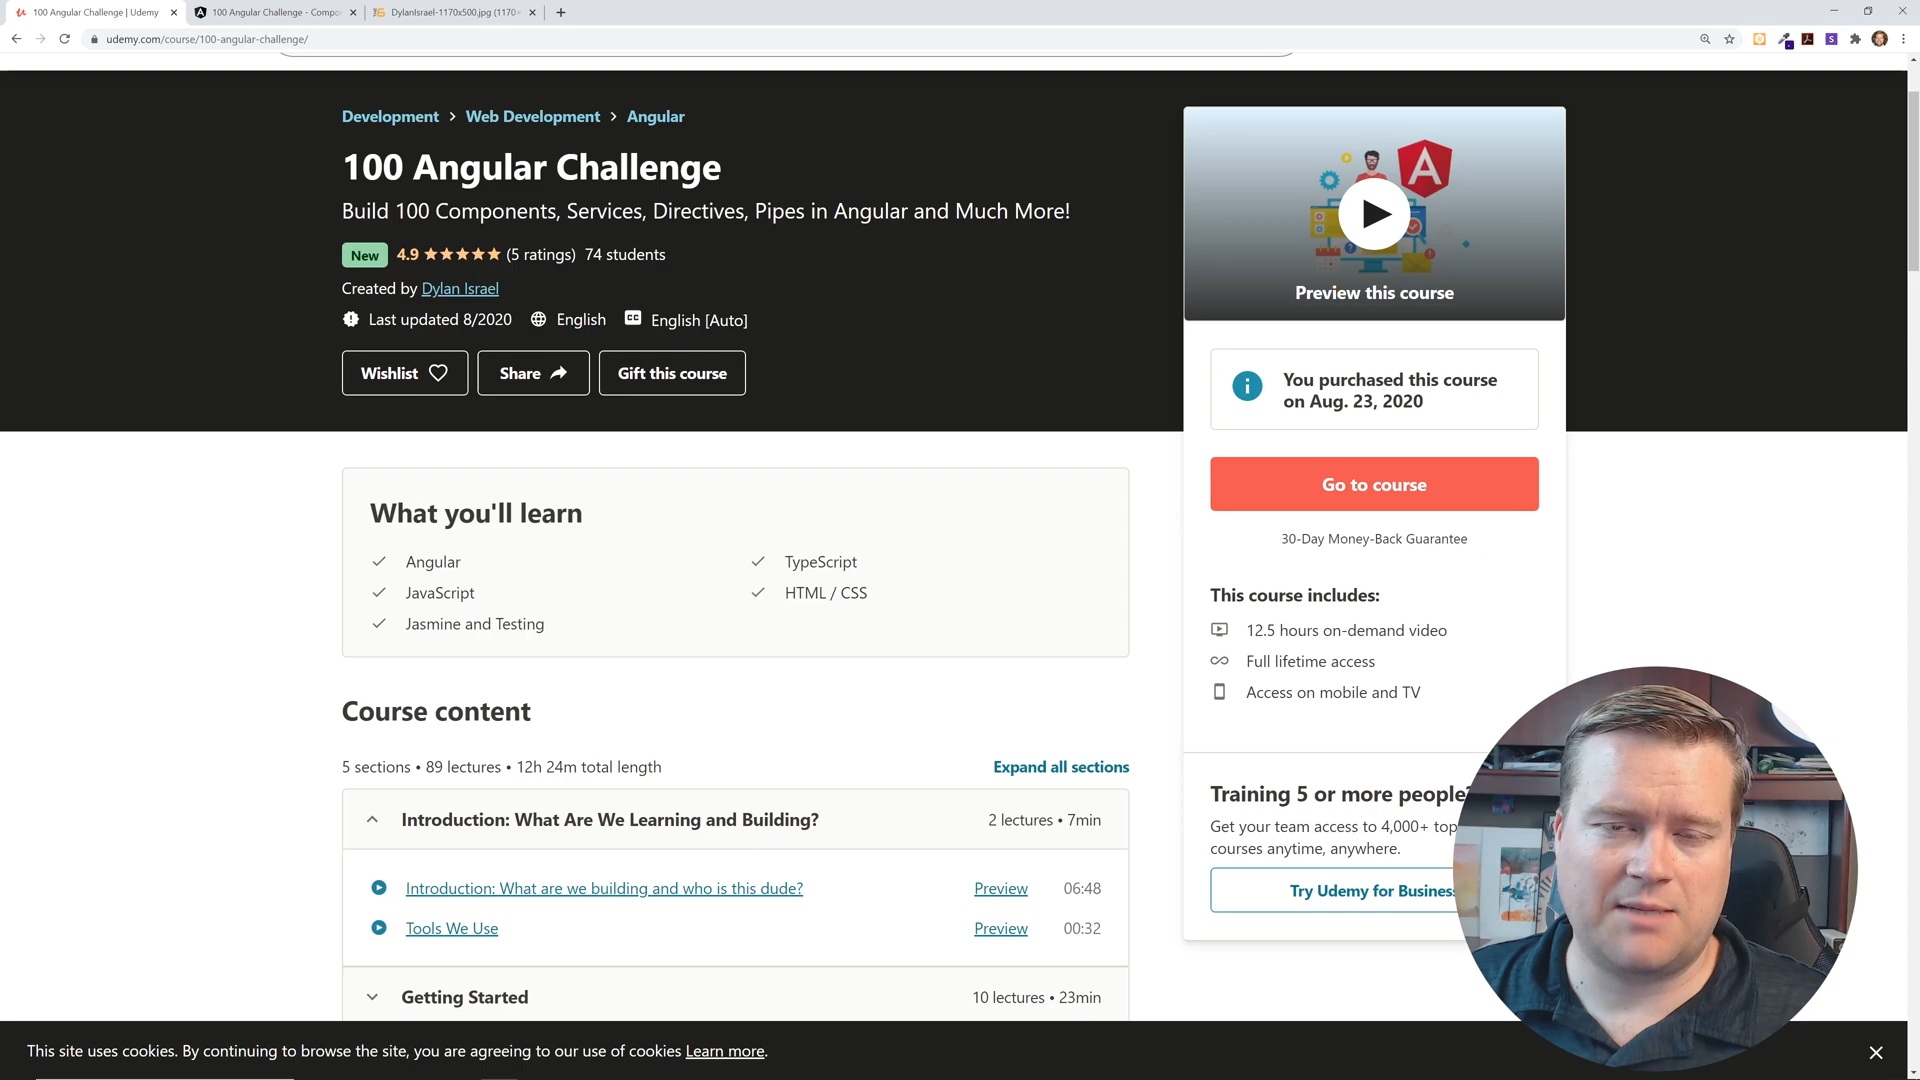 100 Angular Challenge | Udemy
100 Angular Challenge - Compo
DylanIsrael-1170x500.jpg (1170×
udemy.com/course/100-angular-challenge/
Development > Web Development > Angular
100 Angular Challenge
Build 100 Components, Services, Directives, Pipes in Angular and Much More!
New 4.9 (5 ratings) 74 students
Created by Dylan Israel
Last updated 8/2020 English CC English [Auto]
Wishlist Share Gift this course
Preview this course
You purchased this course
on Aug. 23, 2020
Go to course
30-Day Money-Back Guarantee
This course includes:
12.5 hours on-demand video
Full lifetime access
Access on mobile and TV
Training 5 or more people?
Get your team access to 4,000+ top
courses anytime, anywhere.
Try Udemy for Business
What you'll learn
Angular
TypeScript
JavaScript
HTML / CSS
Jasmine and Testing
Course content
5 sections • 89 lectures • 12h 24m total length
Expand all sections
Introduction: What Are We Learning and Building? 2 lectures • 7min
Introduction: What are we building and who is this dude? Preview 06:48
Tools We Use Preview 00:32
Getting Started 10 lectures • 23min
This site uses cookies. By continuing to browse the site, you are agreeing to our use of cookies Learn more.